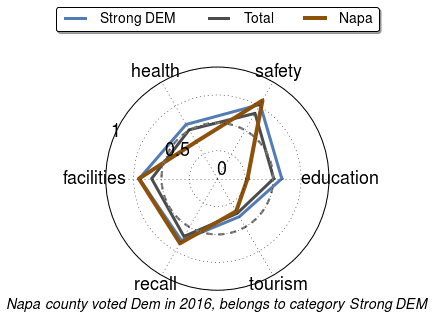 Strong DEM Total Napa
health safety
1
0.5
0
facilities education
recall tourism
Napa county voted Dem in 2016, belongs to category Strong DEM